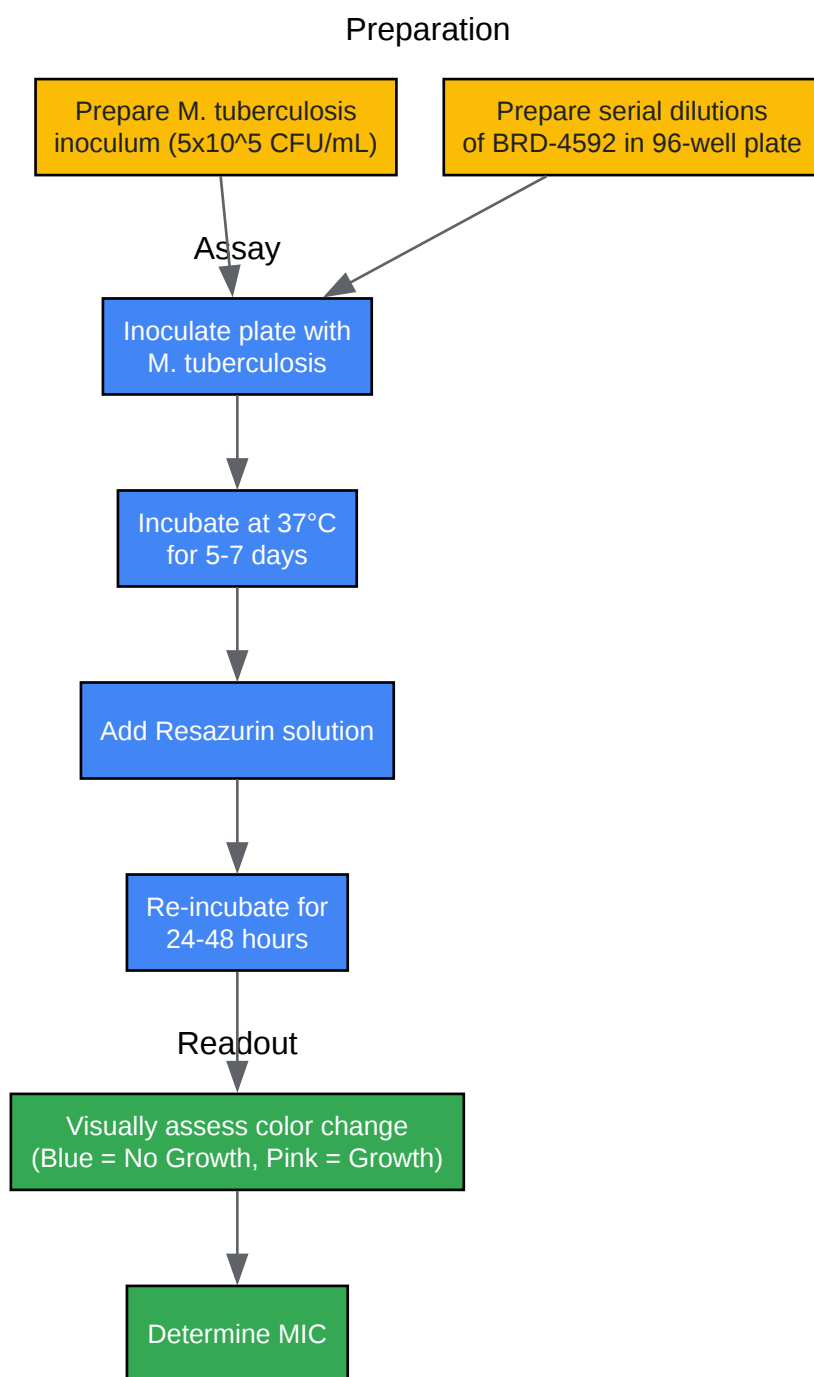 Preparation
Prepare M. tuberculosis
inoculum (5x10^5 CFU/mL)
Prepare serial dilutions
of BRD-4592 in 96-well plate
Assay
Inoculate plate with
M. tuberculosis
Incubate at 37°C
for 5-7 days
Add Resazurin solution
Re-incubate for
24-48 hours
Readout
Visually assess color change
(Blue = No Growth, Pink = Growth)
Determine MIC